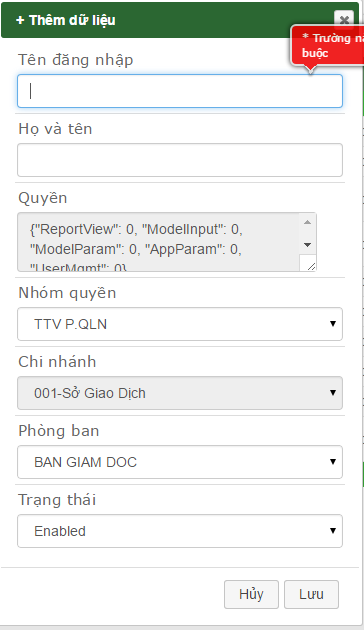 + Thêm dữ liệu
* Trường
buộc
Tên đăng nhập
Họ và tên
Quyền
{"ReportView": 0, "ModelInput": 0,
"ModelParam": 0, "AppParam": 0,
"UserMgmt": 0}
Nhóm quyền
TTV P.QLN
Chi nhánh
001-Sở Giao Dịch
Phòng ban
BAN GIAM DOC
Trạng thái
Enabled
Hủy Lưu